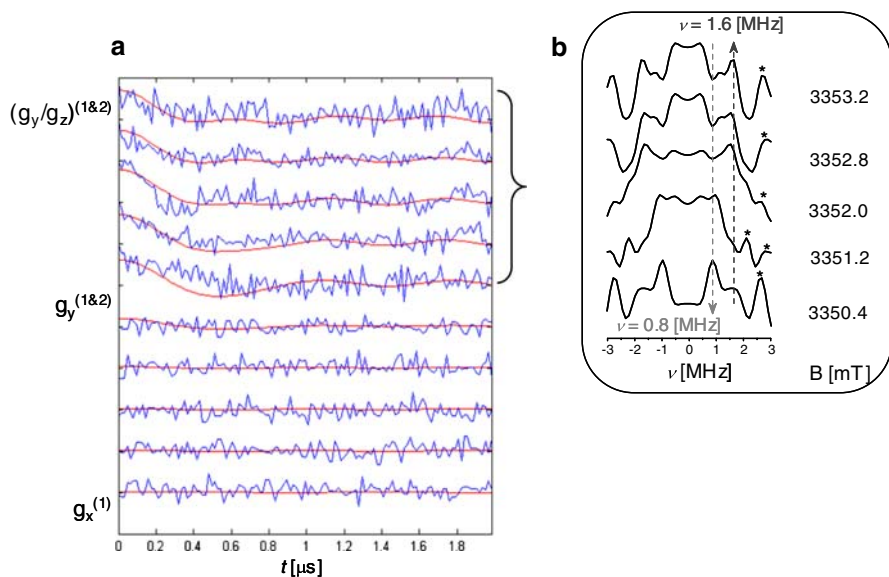 a
(g_y/g_z)^(1&2)
g_y^(1&2)
g_x^(1)
0 0.2 0.4 0.6 0.8 1 1.2 1.4 1.6 1.8
t [µs]
b
ν = 1.6 [MHz]
* 3353.2
* 3352.8
* 3352.0
* * 3351.2
* 3350.4
ν = 0.8 [MHz]
-3 -2 -1 0 1 2 3
ν [MHz] B [mT]